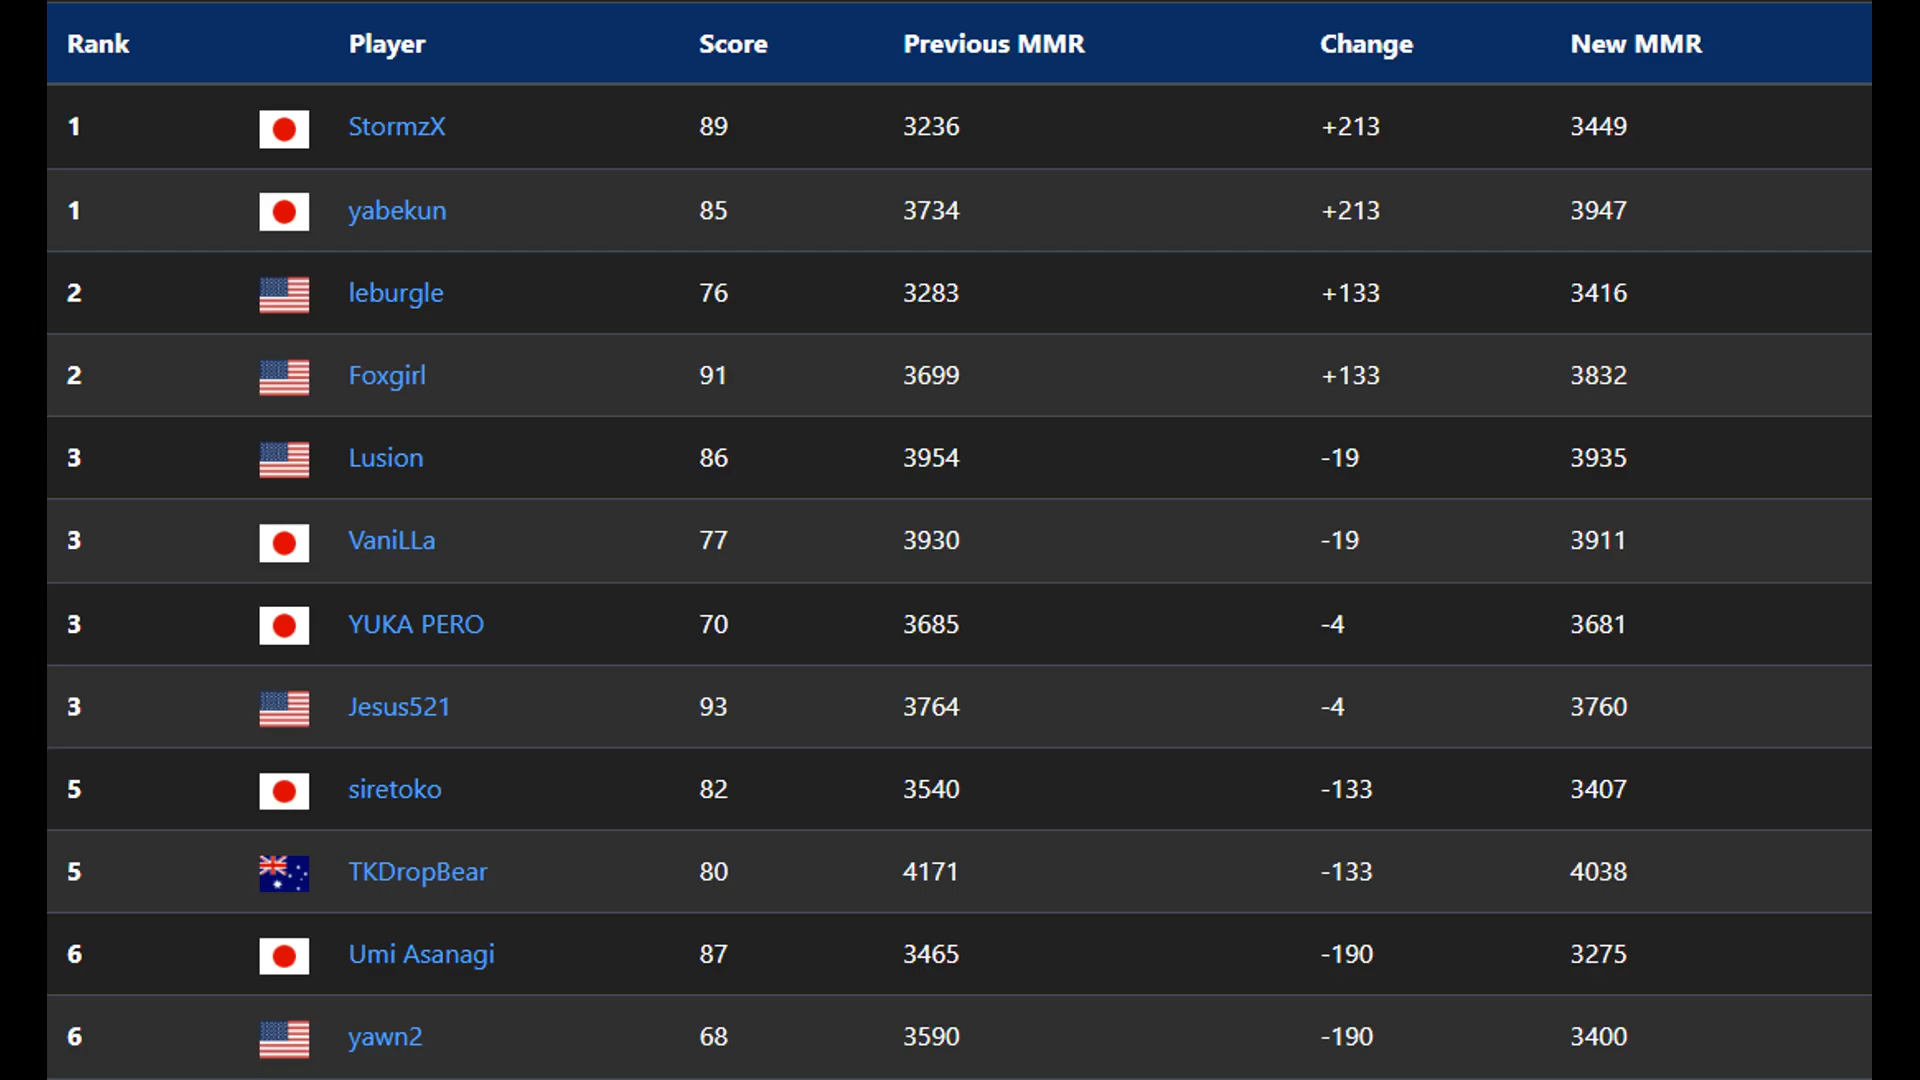 Rank Player Score Previous MMR Change New MMR
1 StormzX 89 3236 +213 3449
1 yabekun 85 3734 +213 3947
2 leburgle 76 3283 +133 3416
2 Foxgirl 91 3699 +133 3832
3 Lusion 86 3954 -19 3935
3 VaniLLa 77 3930 -19 3911
3 YUKA PERO 70 3685 -4 3681
3 Jesus521 93 3764 -4 3760
5 siretoko 82 3540 -133 3407
5 TKDropBear 80 4171 -133 4038
6 Umi Asanagi 87 3465 -190 3275
6 yawn2 68 3590 -190 3400